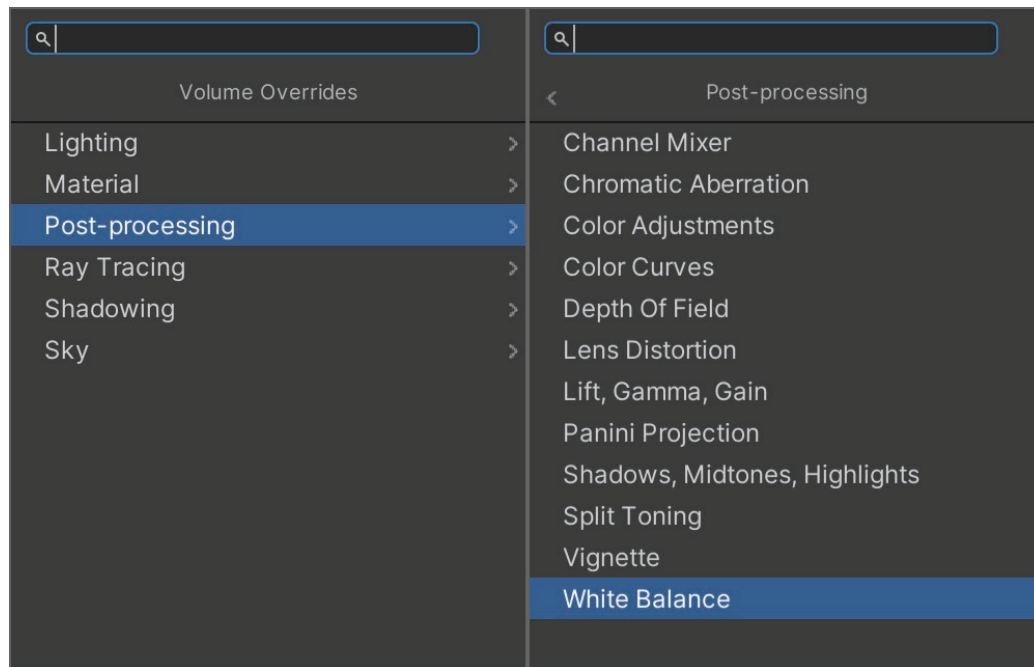 Volume Overrides
Lighting
Material
Post-processing
Ray Tracing
Shadowing
Sky
Post-processing
Channel Mixer
Chromatic Aberration
Color Adjustments
Color Curves
Depth Of Field
Lens Distortion
Lift, Gamma, Gain
Panini Projection
Shadows, Midtones, Highlights
Split Toning
Vignette
White Balance